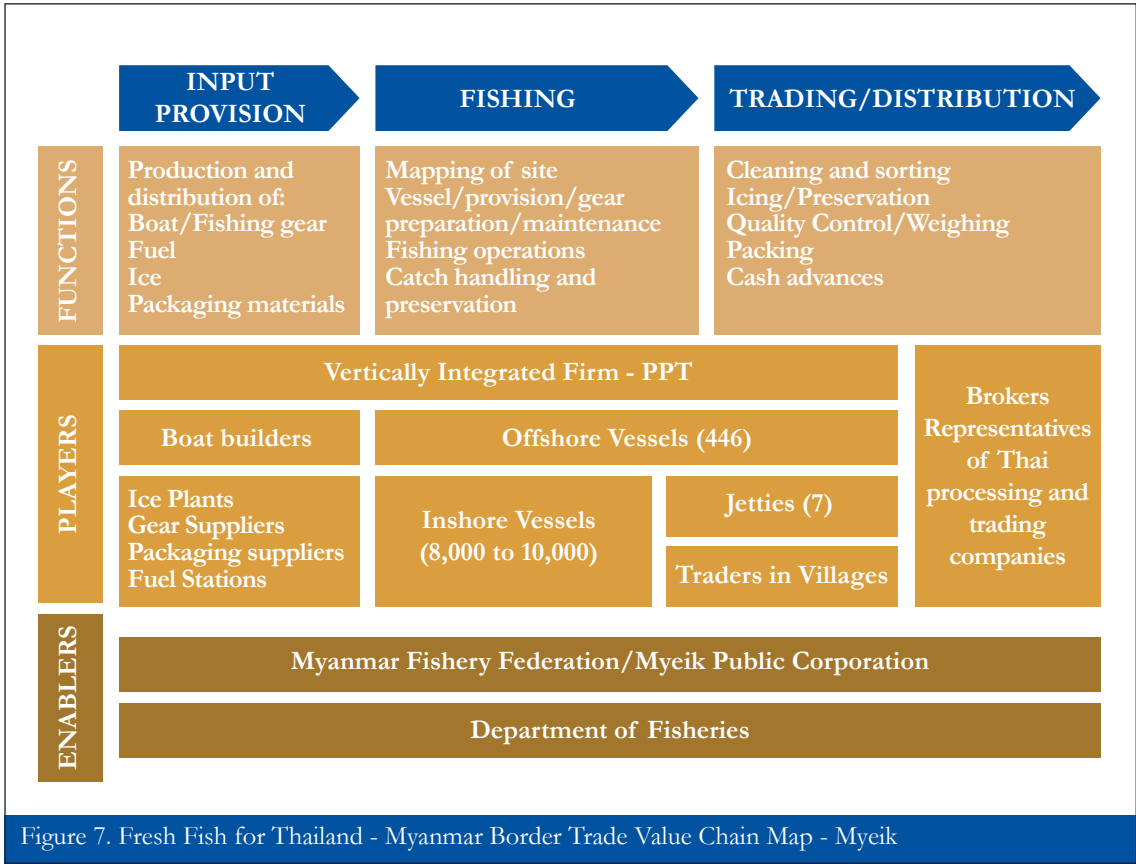 INPUT
PROVISION
FISHING
TRADING/DISTRIBUTION
FUNCTIONS
Production and
distribution of:
Boat/Fishing gear
Fuel
Ice
Packaging materials
Mapping of site
Vessel/provision/gear
preparation/maintenance
Fishing operations
Catch handling and
preservation
Cleaning and sorting
Icing/Preservation
Quality Control/Weighing
Packing
Cash advances
PLAYERS
Vertically Integrated Firm - PPT
Boat builders
Offshore Vessels (446)
Ice Plants
Gear Suppliers
Packaging suppliers
Fuel Stations
Inshore Vessels
(8,000 to 10,000)
Jetties (7)
Traders in Villages
Brokers
Representatives
of Thai
processing and
trading
companies
ENABLERS
Myanmar Fishery Federation/Myeik Public Corporation
Department of Fisheries
Figure 7. Fresh Fish for Thailand - Myanmar Border Trade Value Chain Map - Myeik